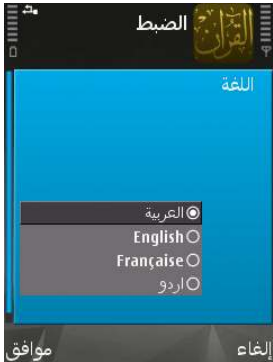 القرآن
الضبط
اللغة
العربية
English
Française
اردو
إلغاء
موافق